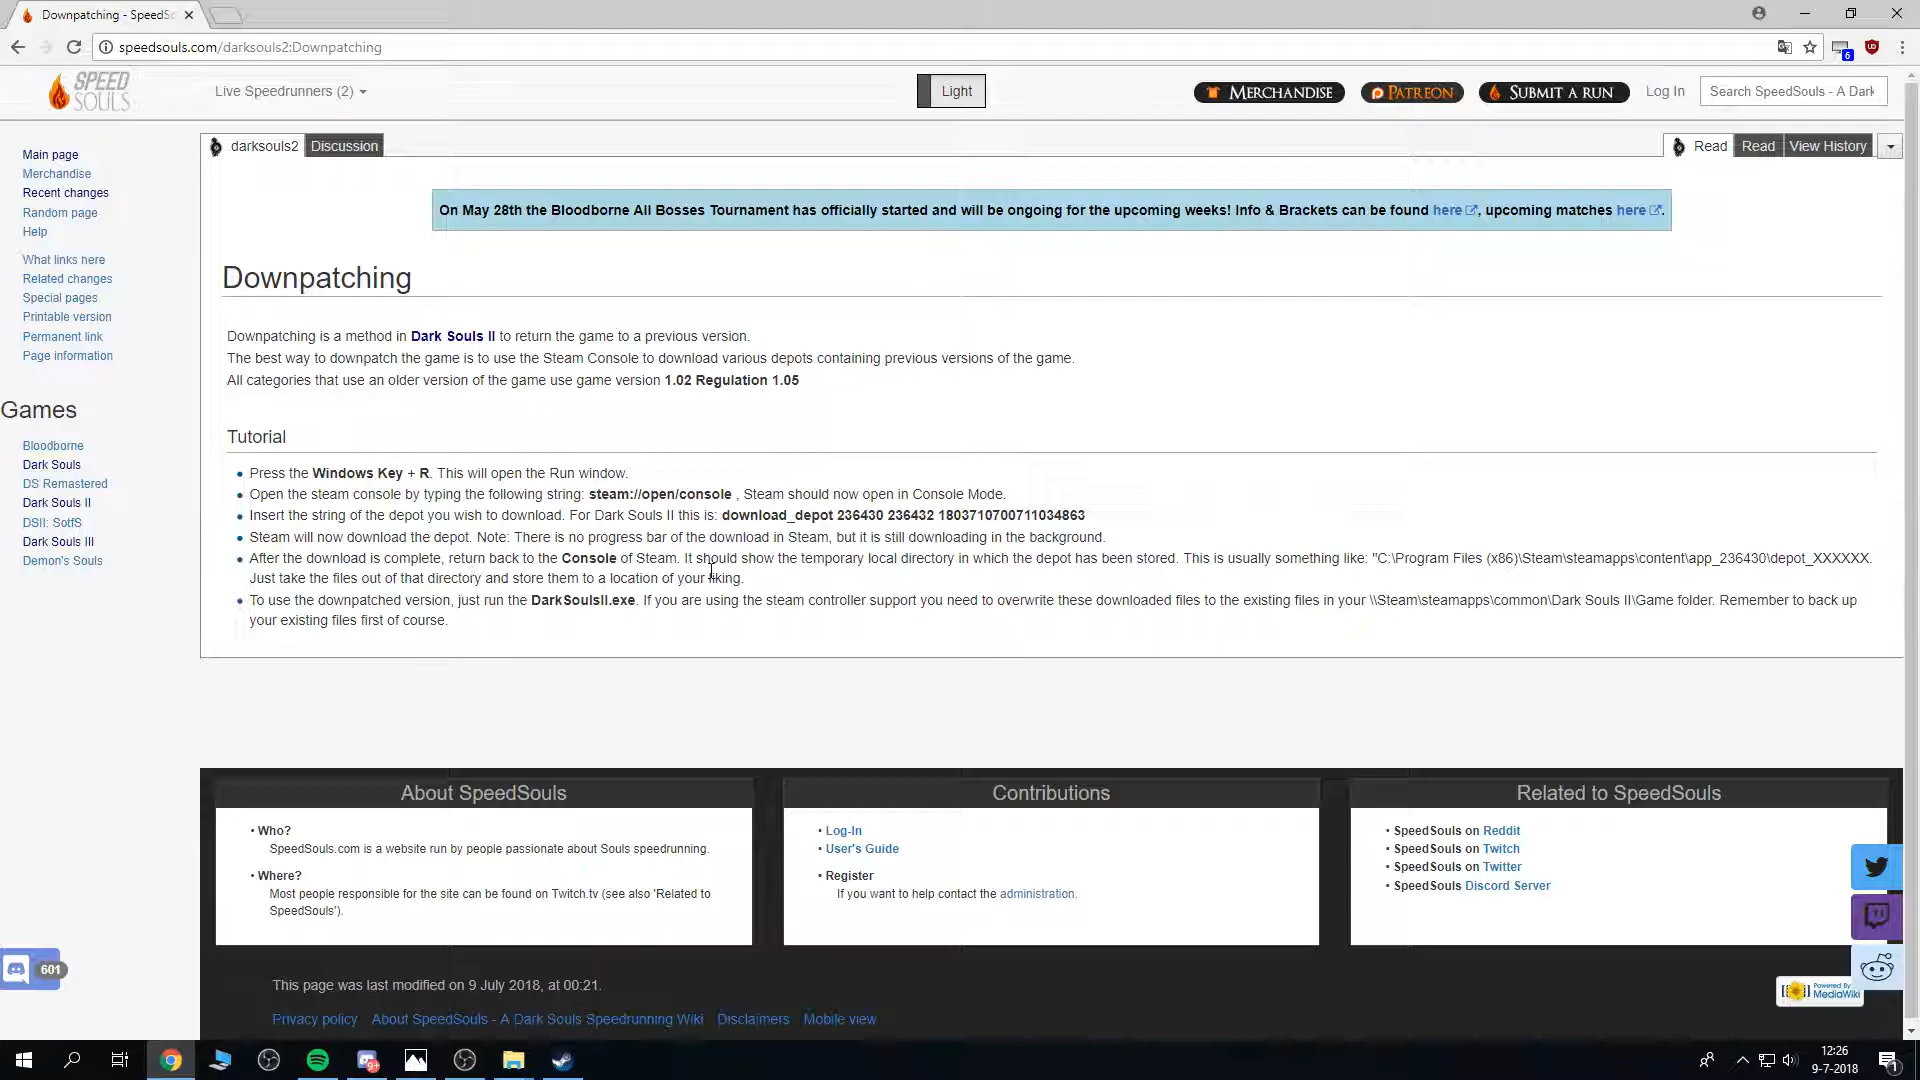 Downpatching - SpeedSo
speedsouls.com/darksouls2:Downpatching
6
SPEED
SOULS
Live Speedrunners (2)
Light
MERCHANDISE
PATREON
SUBMIT A RUN
Log In
Search SpeedSouls - A Dark
Main page
Merchandise
Recent changes
Random page
Help
What links here
Related changes
Special pages
Printable version
Permanent link
Page information
Games
Bloodborne
Dark Souls
DS Remastered
Dark Souls II
DSII: SotfS
Dark Souls III
Demon's Souls
darksouls2
Discussion
Read
Read
View History
On May 28th the Bloodborne All Bosses Tournament has officially started and will be ongoing for the upcoming weeks! Info & Brackets can be found here, upcoming matches here.
Downpatching
Downpatching is a method in Dark Souls II to return the game to a previous version.
The best way to downpatch the game is to use the Steam Console to download various depots containing previous versions of the game.
All categories that use an older version of the game use game version 1.02 Regulation 1.05
Tutorial
• Press the Windows Key + R. This will open the Run window.
• Open the steam console by typing the following string: steam://open/console , Steam should now open in Console Mode.
• Insert the string of the depot you wish to download. For Dark Souls II this is: download_depot 236430 236432 1803710700711034863
• Steam will now download the depot. Note: There is no progress bar of the download in Steam, but it is still downloading in the background.
• After the download is complete, return back to the Console of Steam. It should show the temporary local directory in which the depot has been stored. This is usually something like: "C:\Program Files (x86)\Steam\steamapps\content\app_236430\depot_XXXXXX.
Just take the files out of that directory and store them to a location of your liking.
• To use the downpatched version, just run the DarkSoulsII.exe. If you are using the steam controller support you need to overwrite these downloaded files to the existing files in your \\Steam\steamapps\common\Dark Souls II\Game folder. Remember to back up
your existing files first of course.
About SpeedSouls
• Who?
SpeedSouls.com is a website run by people passionate about Souls speedrunning.
• Where?
Most people responsible for the site can be found on Twitch.tv (see also 'Related to
SpeedSouls').
Contributions
• Log-In
• User's Guide
• Register
If you want to help contact the administration.
Related to SpeedSouls
• SpeedSouls on Reddit
• SpeedSouls on Twitch
• SpeedSouls on Twitter
• SpeedSouls Discord Server
601
This page was last modified on 9 July 2018, at 00:21.
Powered By
MediaWiki
Privacy policy
About SpeedSouls - A Dark Souls Speedrunning Wiki
Disclaimers
Mobile view
9+
12:26
9-7-2018
1